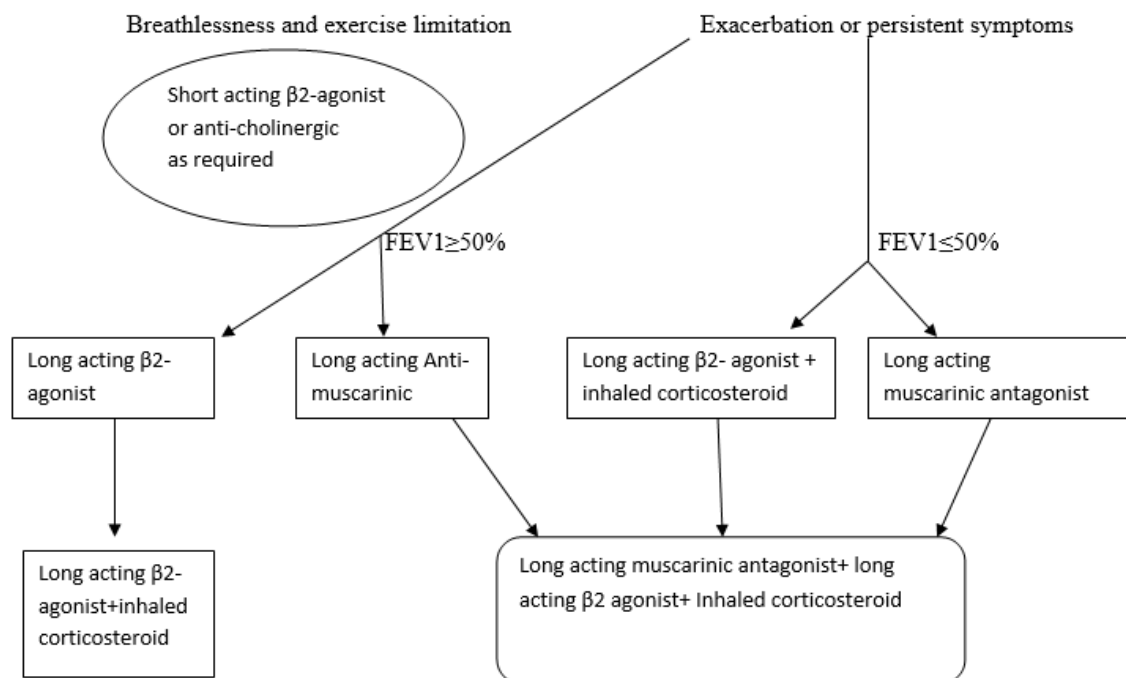 Breathlessness and exercise limitation
Exacerbation or persistent symptoms
Short acting β2-agonist
or anti-cholinergic
as required
FEV1≥50%
FEV1≤50%
Long acting β2-
agonist
Long acting Anti-
muscarinic
Long acting β2- agonist +
inhaled corticosteroid
Long acting
muscarinic antagonist
Long acting β2-
agonist+inhaled
corticosteroid
Long acting muscarinic antagonist+ long
acting β2 agonist+ Inhaled corticosteroid